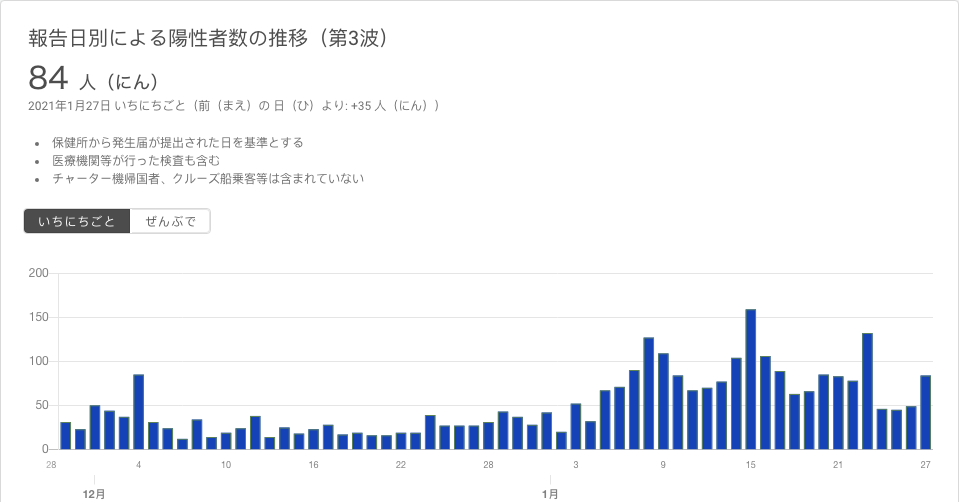 報告日別による陽性者数の推移（第3波）
84 人（にん）
2021年1月27日 いちにちごと（前（まえ）の 日（ひ）より: +35 人（にん））
保健所から発生届が提出された日を基準とする
医療機関等が行った検査も含む
チャーター機帰国者、クルーズ船乗客等は含まれていない
いちにちごと ぜんぶで
200
150
100
50
0
28 4 10 16 22 28 3 9 15 21 27
12月 1月